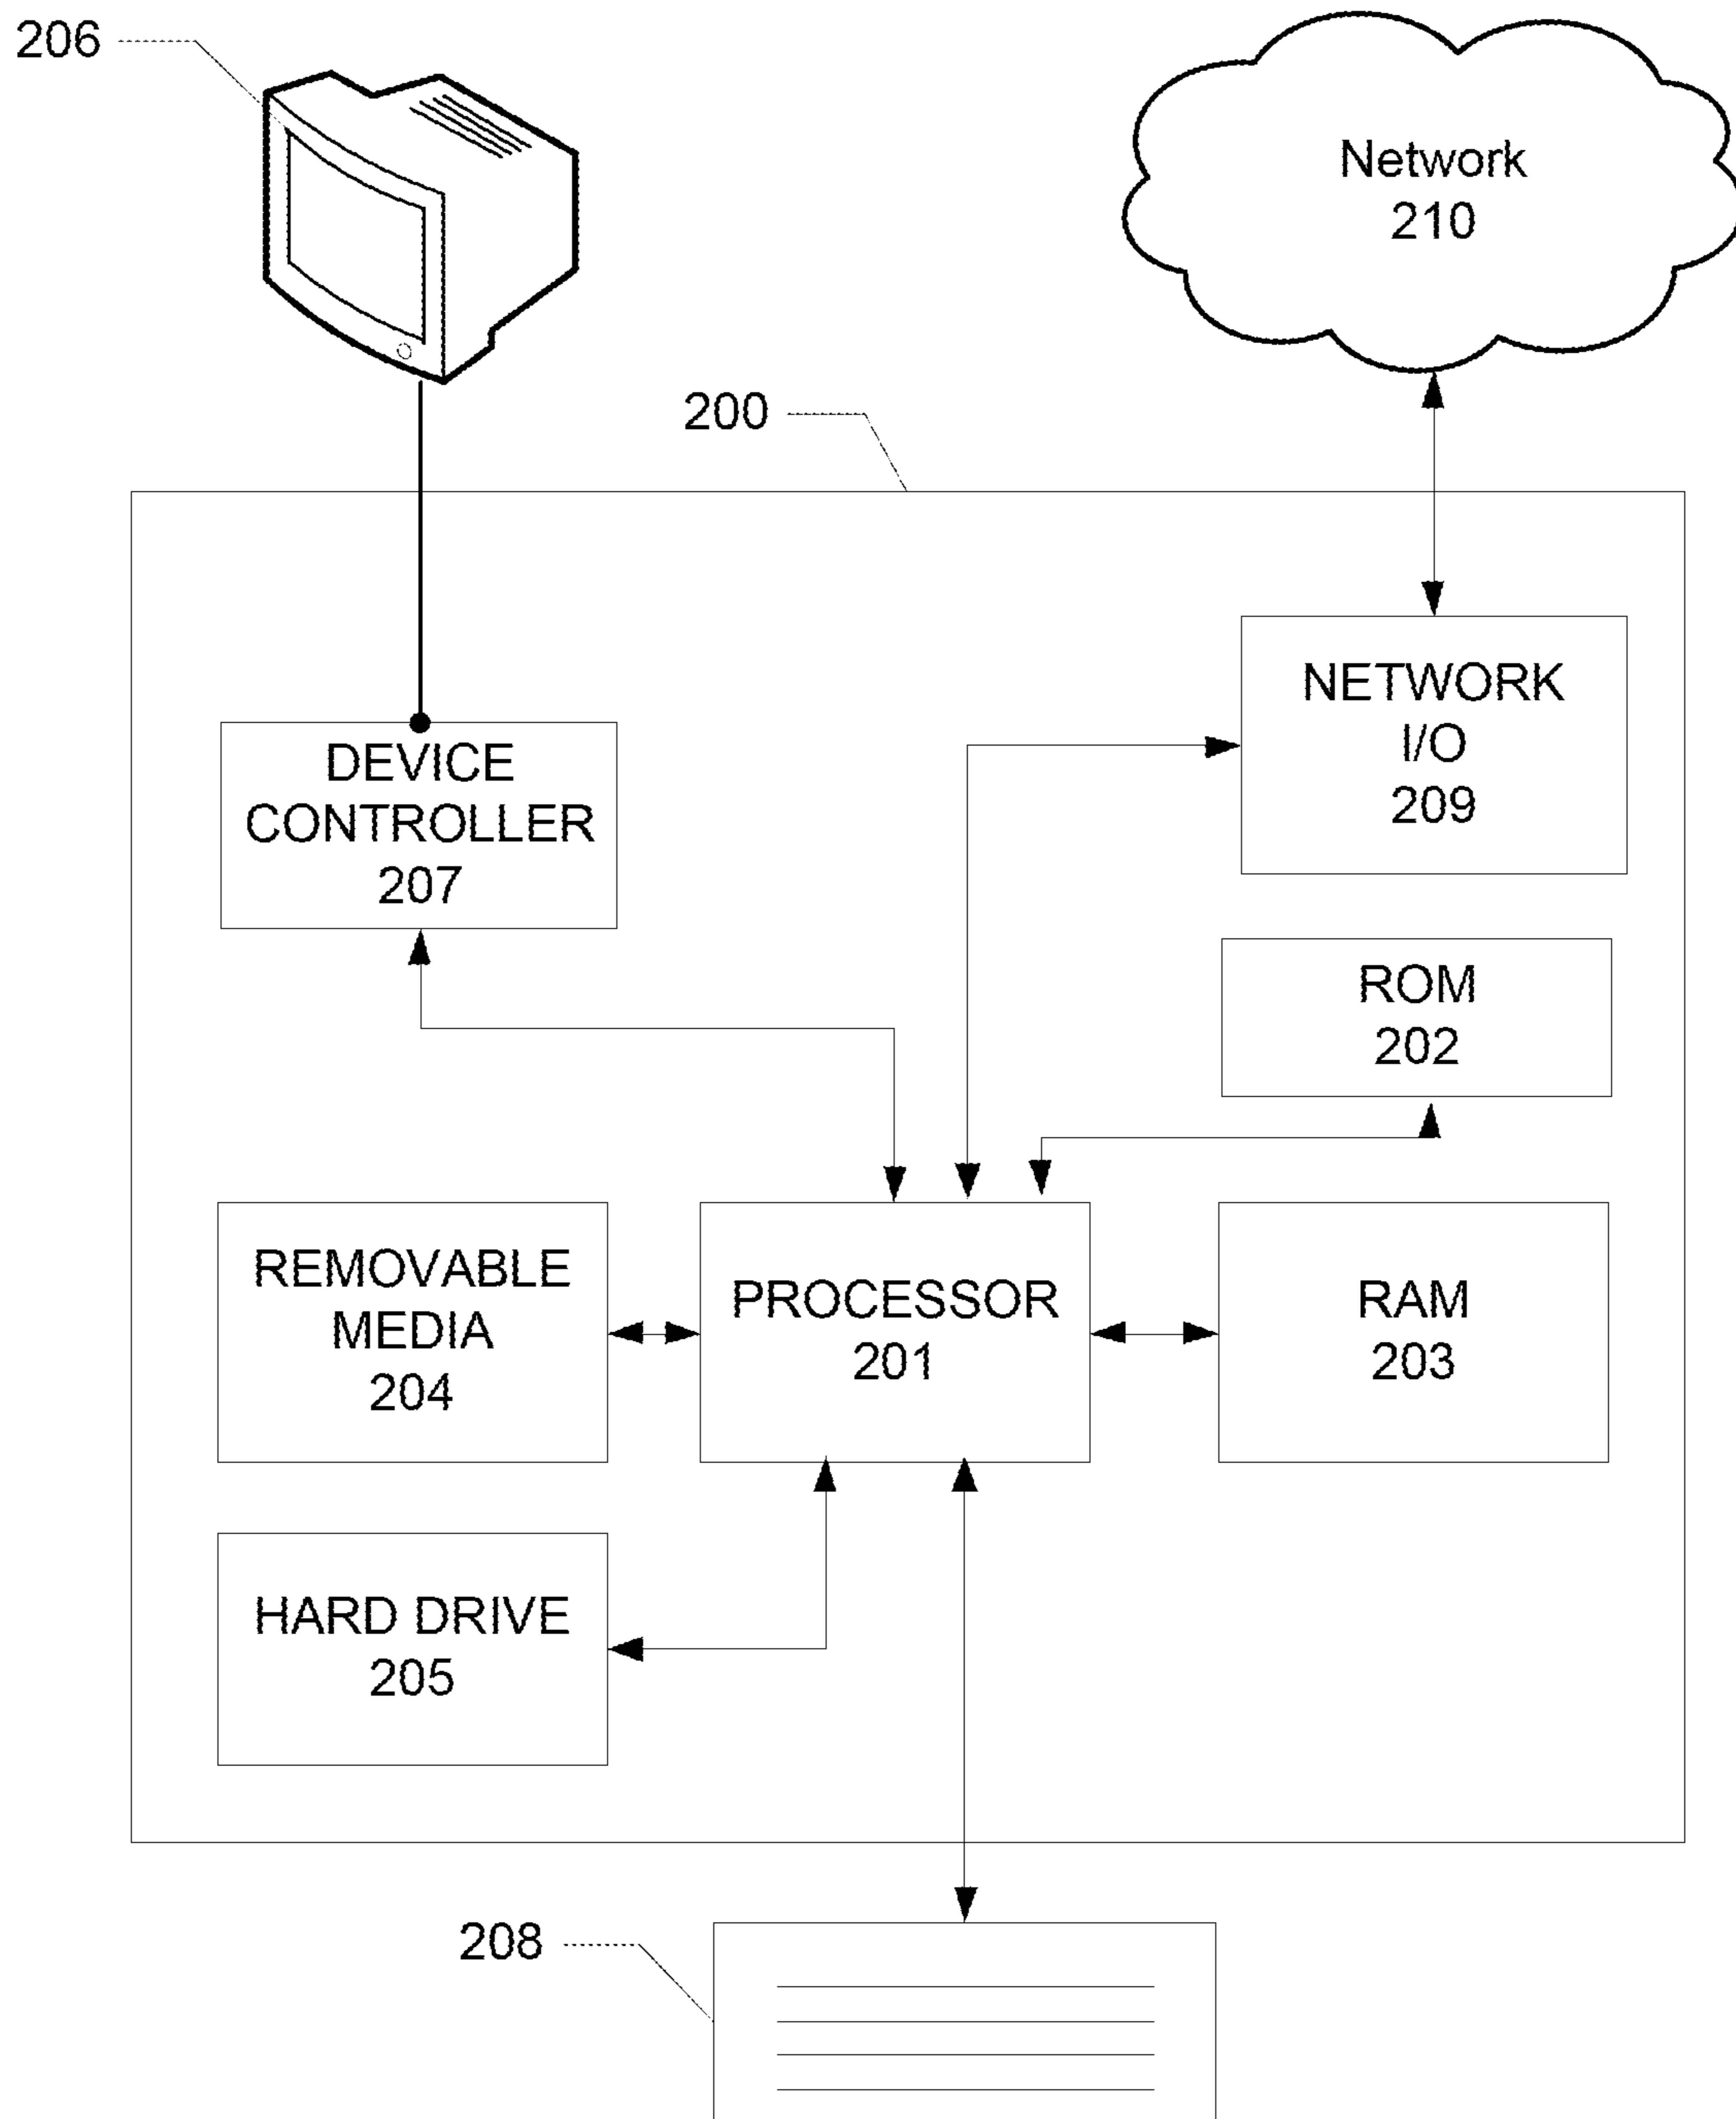 206
Network
210
200
NETWORK
I/O
209
DEVICE
CONTROLLER
207
ROM
202
REMOVABLE
MEDIA
204
PROCESSOR
201
RAM
203
HARD DRIVE
205
208